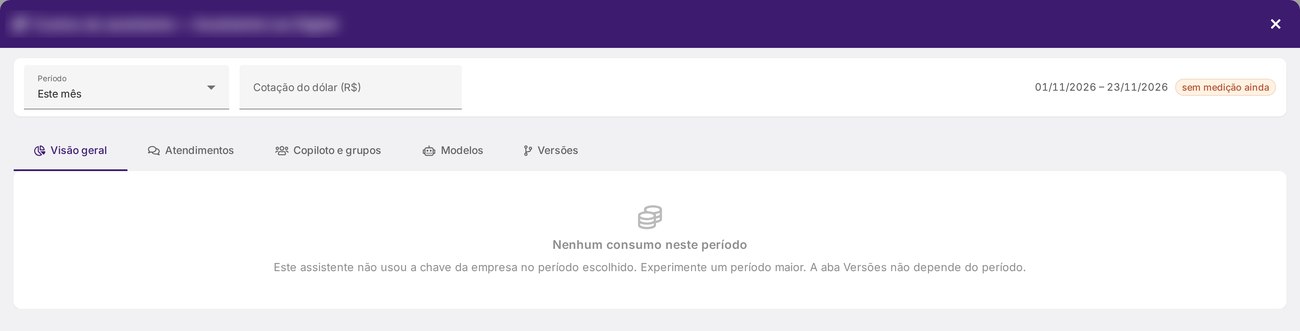 Período
Este mês
Cotação do dólar (R$)
01/11/2026 – 23/11/2026 sem medição ainda
Visão geral Atendimentos Copiloto e grupos Modelos Versões
Nenhum consumo neste período
Este assistente não usou a chave da empresa no período escolhido. Experimente um período maior. A aba Versões não depende do período.